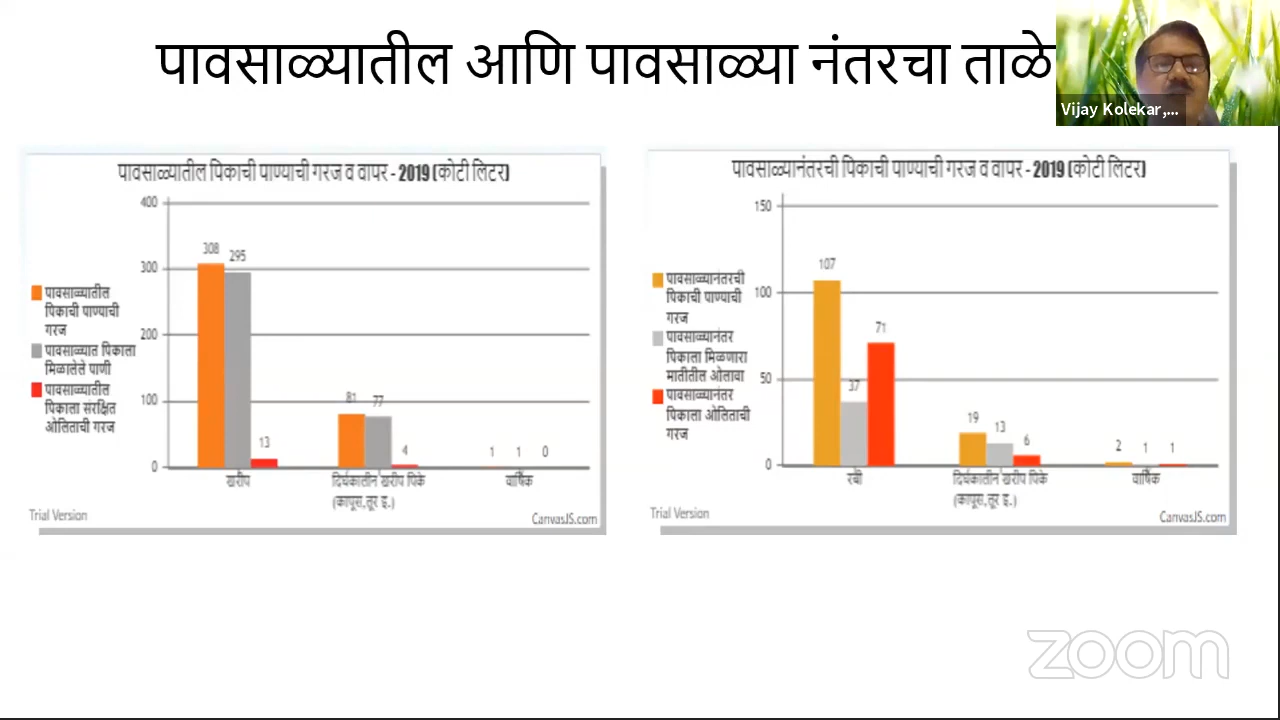 पावसाळ्यातील आणि पावसाळ्या नंतरचा ताळे
Vijay Kolekar,...
पावसाळ्यातील पिकाची पाण्याची गरज व वापर - 2019 (कोटी लिटर)
400
300
200
100
0
308
295
13
81
77
4
1
1
0
पावसाळ्यातील
पिकाची पाण्याची
गरज
पावसाळ्यात पिकाला
मिळालेले पाणी
पावसाळ्यातील
पिकाला संरक्षित
ओलिताची गरज
खरीप
दिर्घकालीन खरीप पिके
(कापूस,तूर इ.)
वार्षिक
Trial Version
CanvasJS.com
पावसाळ्यानंतरची पिकाची पाण्याची गरज व वापर - 2019 (कोटी लिटर)
150
100
50
0
107
37
71
19
13
6
2
1
1
पावसाळ्यानंतरची
पिकाची पाण्याची
गरज
पावसाळ्यानंतर
पिकाला मिळणारा
मातीतील ओलावा
पावसाळ्यानंतर
पिकाला ओलिताची
गरज
रबी
दिर्घकालीन खरीप पिके
(कापूस,तूर इ.)
वार्षिक
Trial Version
CanvasJS.com
zoom